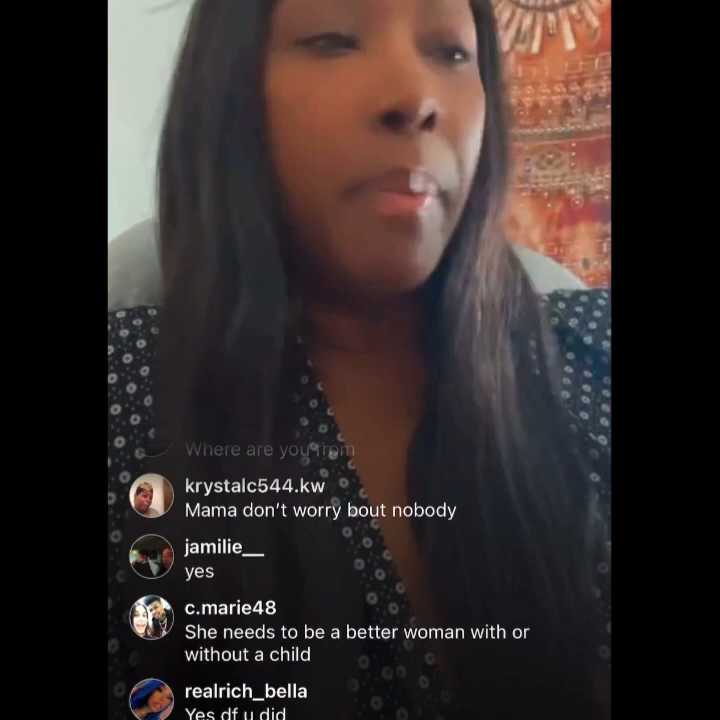 Where are you from
krystalc544.kw
Mama don't worry bout nobody
jamilie__
yes
c.marie48
She needs to be a better woman with or
without a child
realrich_bella
Yes df u did